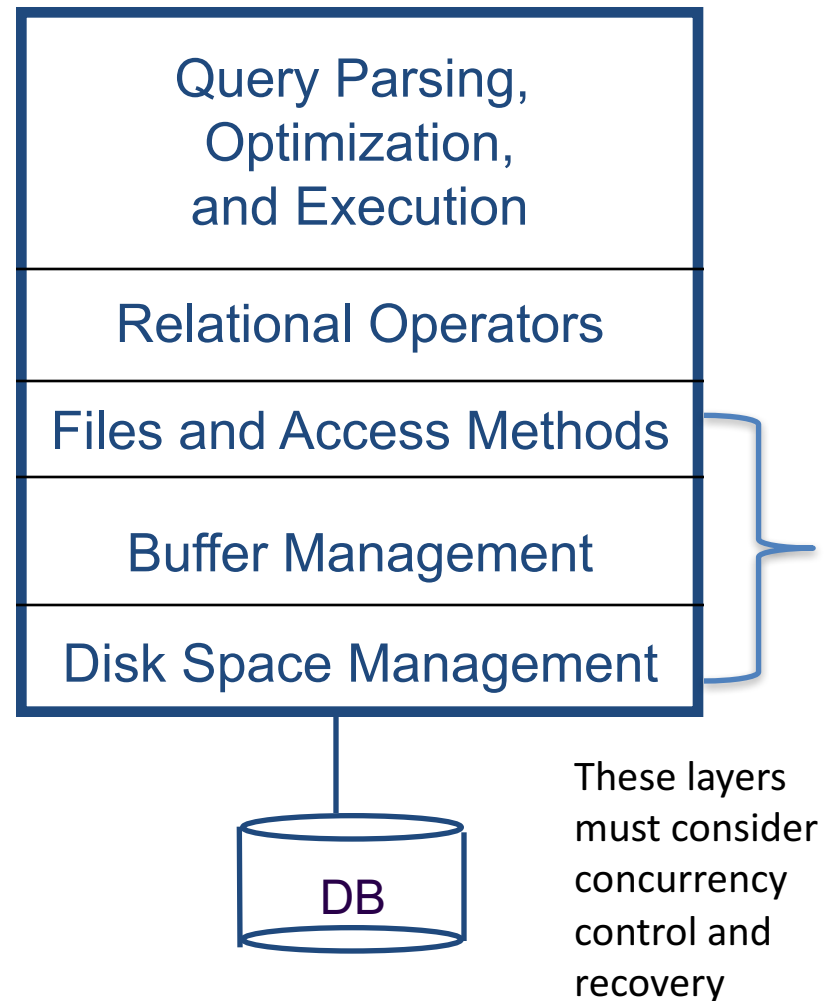 Query Parsing,
Optimization,
and Execution
Relational Operators
Files and Access Methods
Buffer Management
Disk Space Management
DB
These layers
must consider
concurrency
control and
recovery